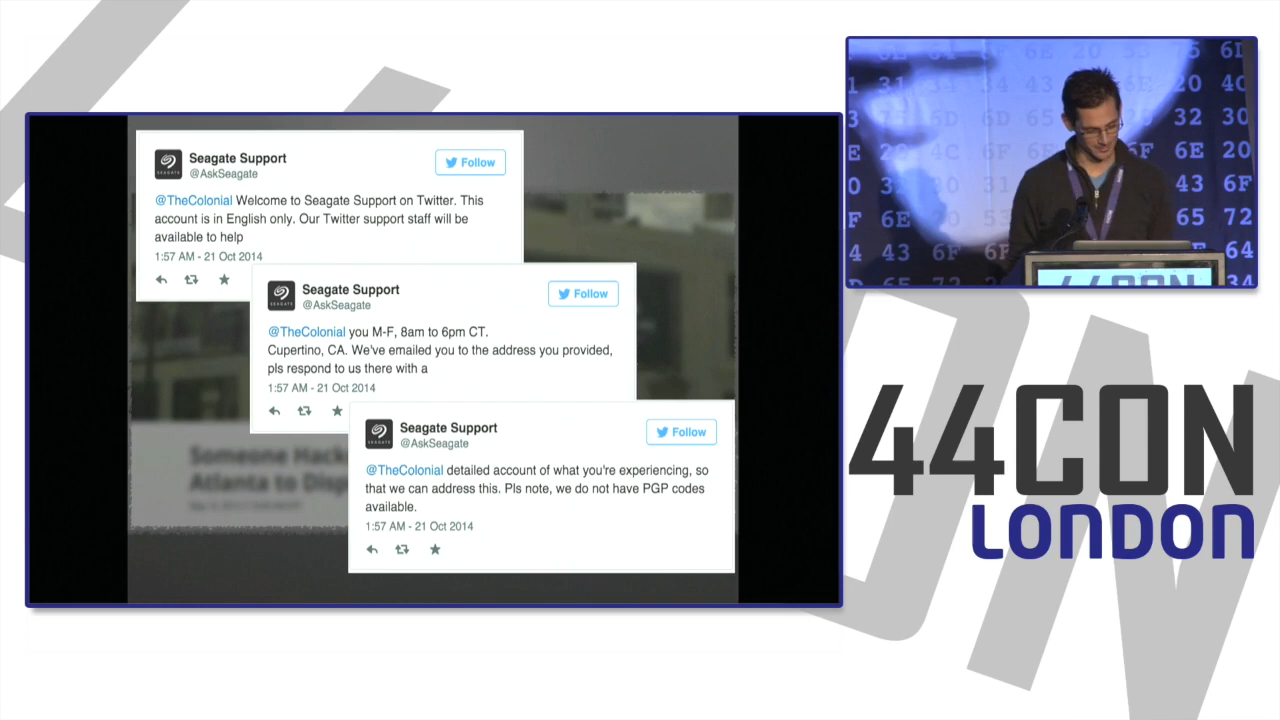 Seagate Support
@AskSeagate
Follow
@TheColonial Welcome to Seagate Support on Twitter. This
account is in English only. Our Twitter support staff will be
available to help
1:57 AM - 21 Oct 2014
Seagate Support
@AskSeagate
Follow
@TheColonial you M-F, 8am to 6pm CT.
Cupertino, CA. We've emailed you to the address you provided,
pls respond to us there with a
1:57 AM - 21 Oct 2014
Seagate Support
@AskSeagate
Follow
@TheColonial detailed account of what you're experiencing, so
that we can address this. Pls note, we do not have PGP codes
available.
1:57 AM - 21 Oct 2014
Someone
Atlanta to
44CON
LONDON